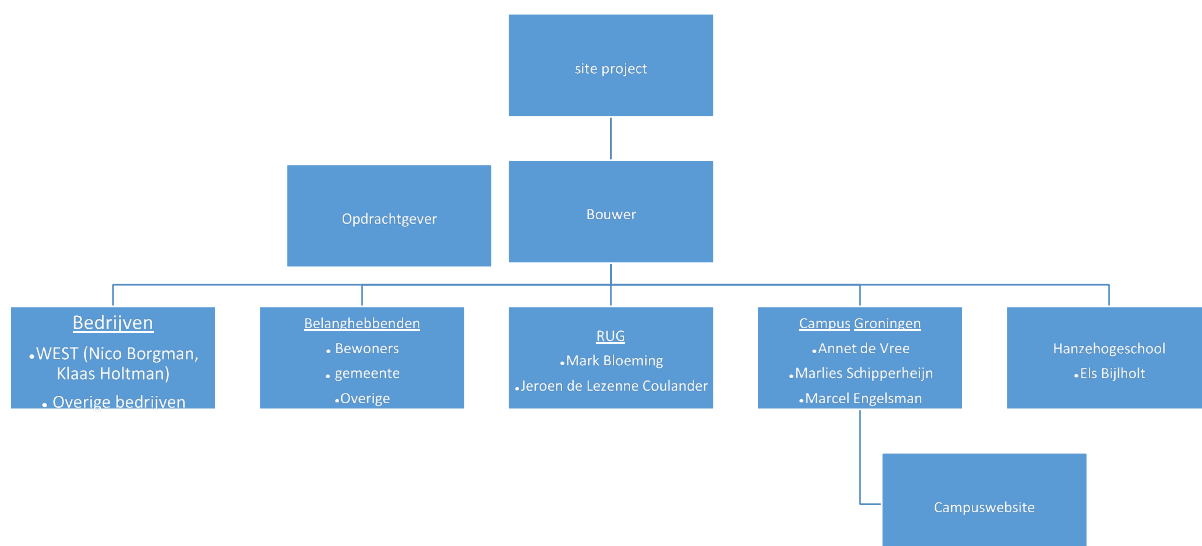 site project
Opdrachtgever
Bouwer
Bedrijven
•WEST (Nico Borgman,
Klaas Holtman)
• Overige bedrijven
Belanghebbenden
• Bewoners
• gemeente
•Overige
RUG
•Mark Bloeming
•Jeroen de Lezenne Coulander
Campus Groningen
•Annet de Vree
•Marlies Schipperheijn
•Marcel Engelsman
Hanzehogeschool
•Els Bijlholt
Campuswebsite